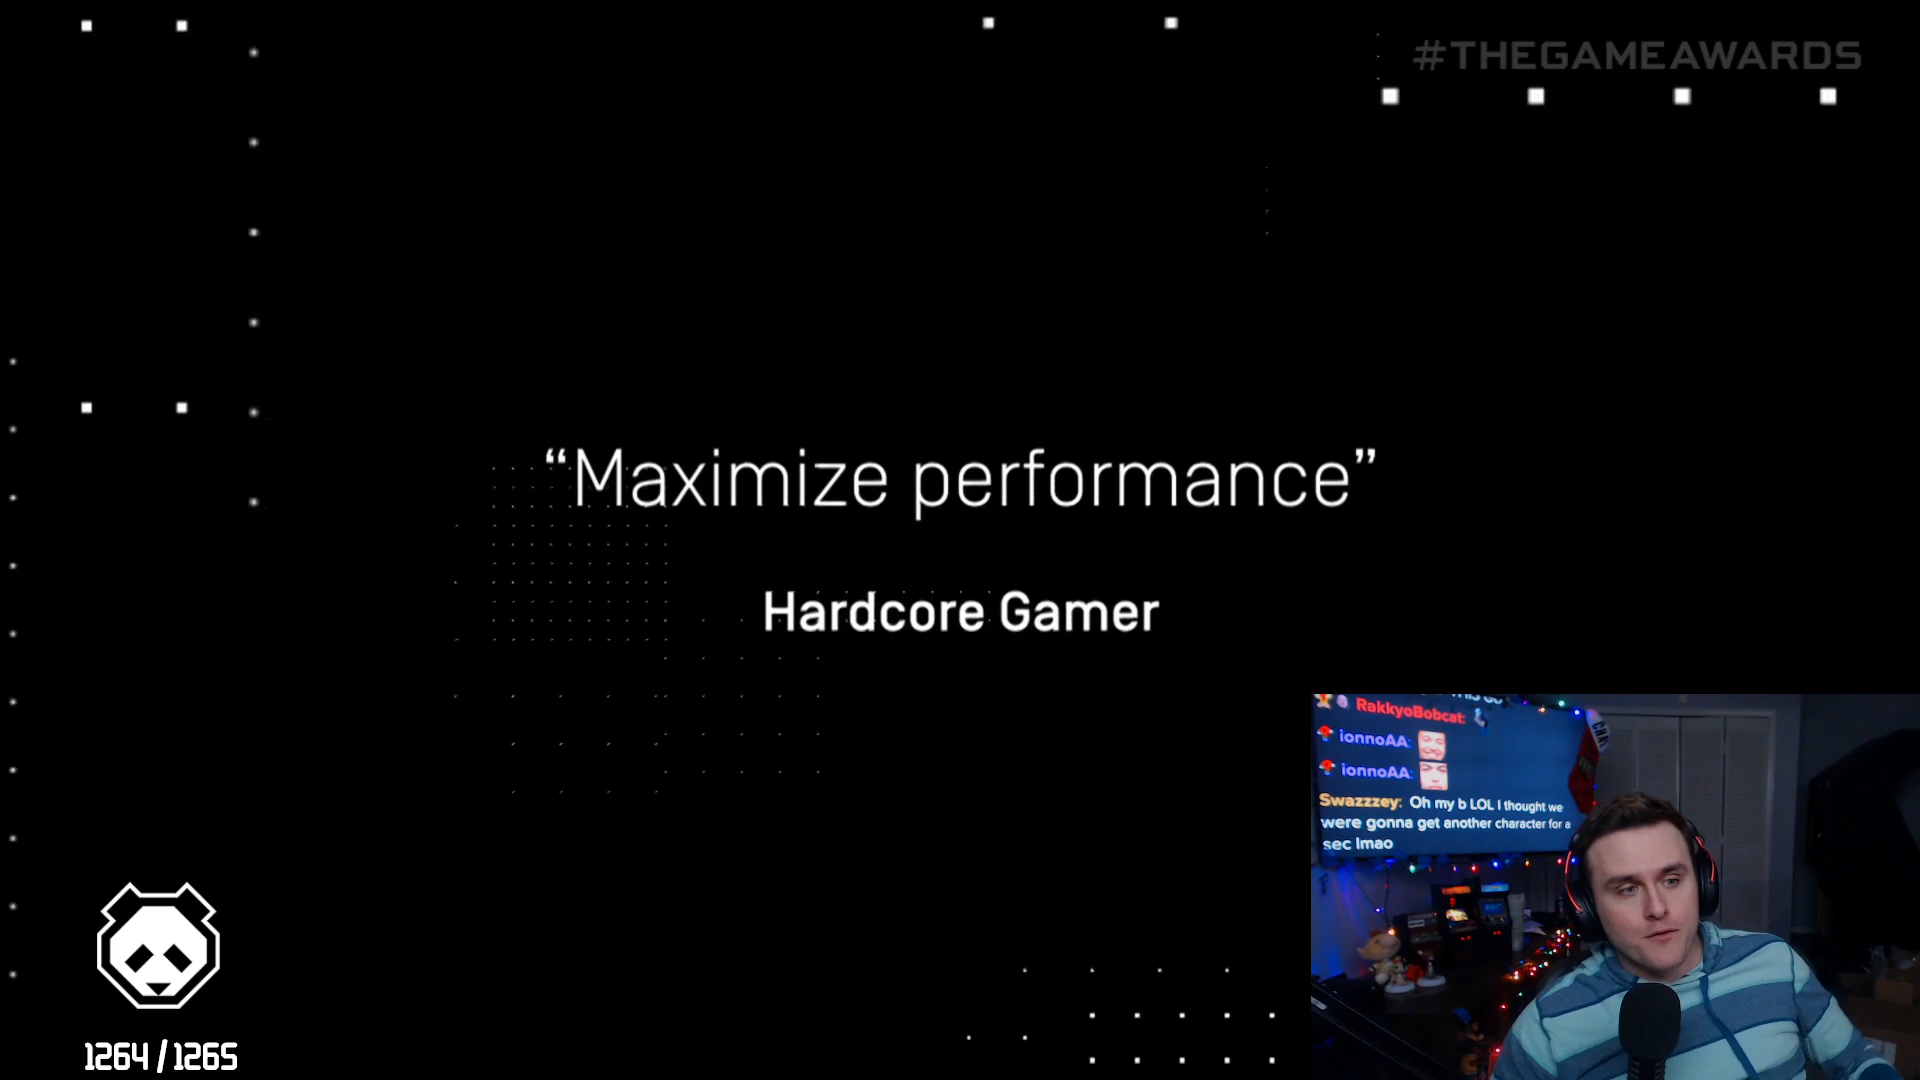 #THEGAMEAWARDS
“Maximize performance”
Hardcore Gamer
RakkyoBobcat:
ionnoAA:
ionnoAA:
Swazzzey: Oh my b LOL I thought we
were gonna get another character for a
sec lmao
CHAT
1264 / 1265